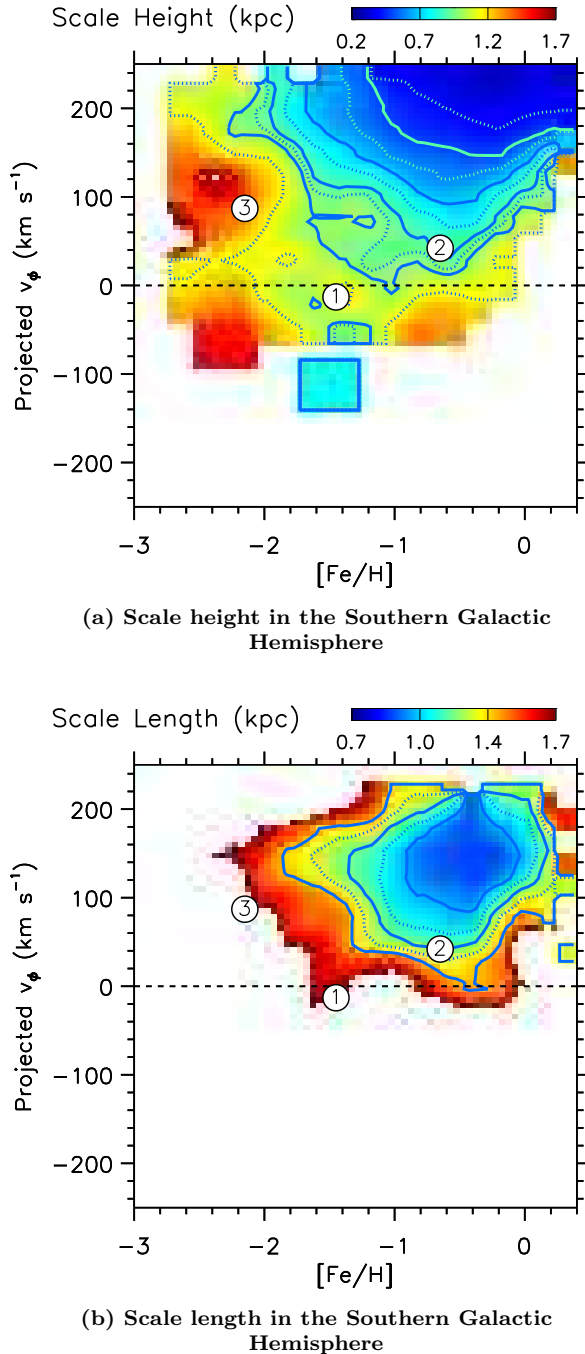 Scale Height (kpc)
0.2 0.7 1.2 1.7
200
100
0
−100
−200
Projected vϕ (km s⁻¹)
3
2
1
−3 −2 −1 0
[Fe/H]
(a) Scale height in the Southern Galactic
Hemisphere
Scale Length (kpc)
0.7 1.0 1.4 1.7
200
100
0
−100
−200
Projected vϕ (km s⁻¹)
3
2
1
−3 −2 −1 0
[Fe/H]
(b) Scale length in the Southern Galactic
Hemisphere